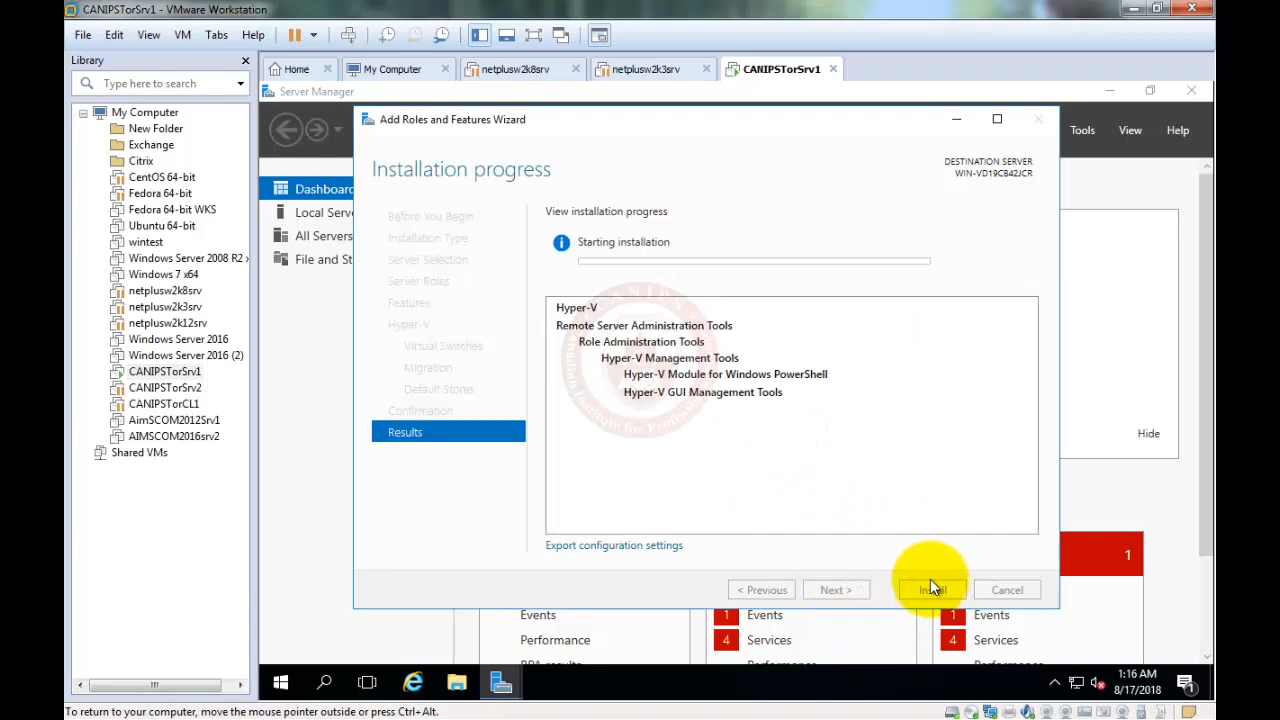 CANIPSTorSrv1 - VMware Workstation
File Edit View VM Tabs Help
Library
Type here to search
Home
My Computer
netplusw2k8srv
netplusw2k3srv
CANIPSTorSrv1
My Computer
New Folder
Exchange
Citrix
CentOS 64-bit
Fedora 64-bit
Fedora 64-bit WKS
Ubuntu 64-bit
wintest
Windows Server 2008 R2 x
Windows 7 x64
netplusw2k8srv
netplusw2k3srv
netplusw2k12srv
Windows Server 2016
Windows Server 2016 (2)
CANIPSTorSrv1
CANIPSTorSrv2
CANIPSTorCL1
AimSCOM2012Srv1
AIMSCOM2016srv2
Shared VMs
Server Manager
Tools View Help
Dashboard
Local Serve
All Servers
File and St
Add Roles and Features Wizard
Installation progress
DESTINATION SERVER
WIN-VD19CB42JCR
Before You Begin
Installation Type
Server Selection
Server Roles
Features
Hyper-V
Virtual Switches
Migration
Default Stores
Confirmation
Results
View installation progress
Starting installation
Hyper-V
Remote Server Administration Tools
Role Administration Tools
Hyper-V Management Tools
Hyper-V Module for Windows PowerShell
Hyper-V GUI Management Tools
Export configuration settings
< Previous Next > Install Cancel
Hide
1
Events
Performance
BPA results
1 Events
4 Services
Performance
1 Events
4 Services
Performance
1:16 AM
8/17/2018
1
To return to your computer, move the mouse pointer outside or press Ctrl+Alt.